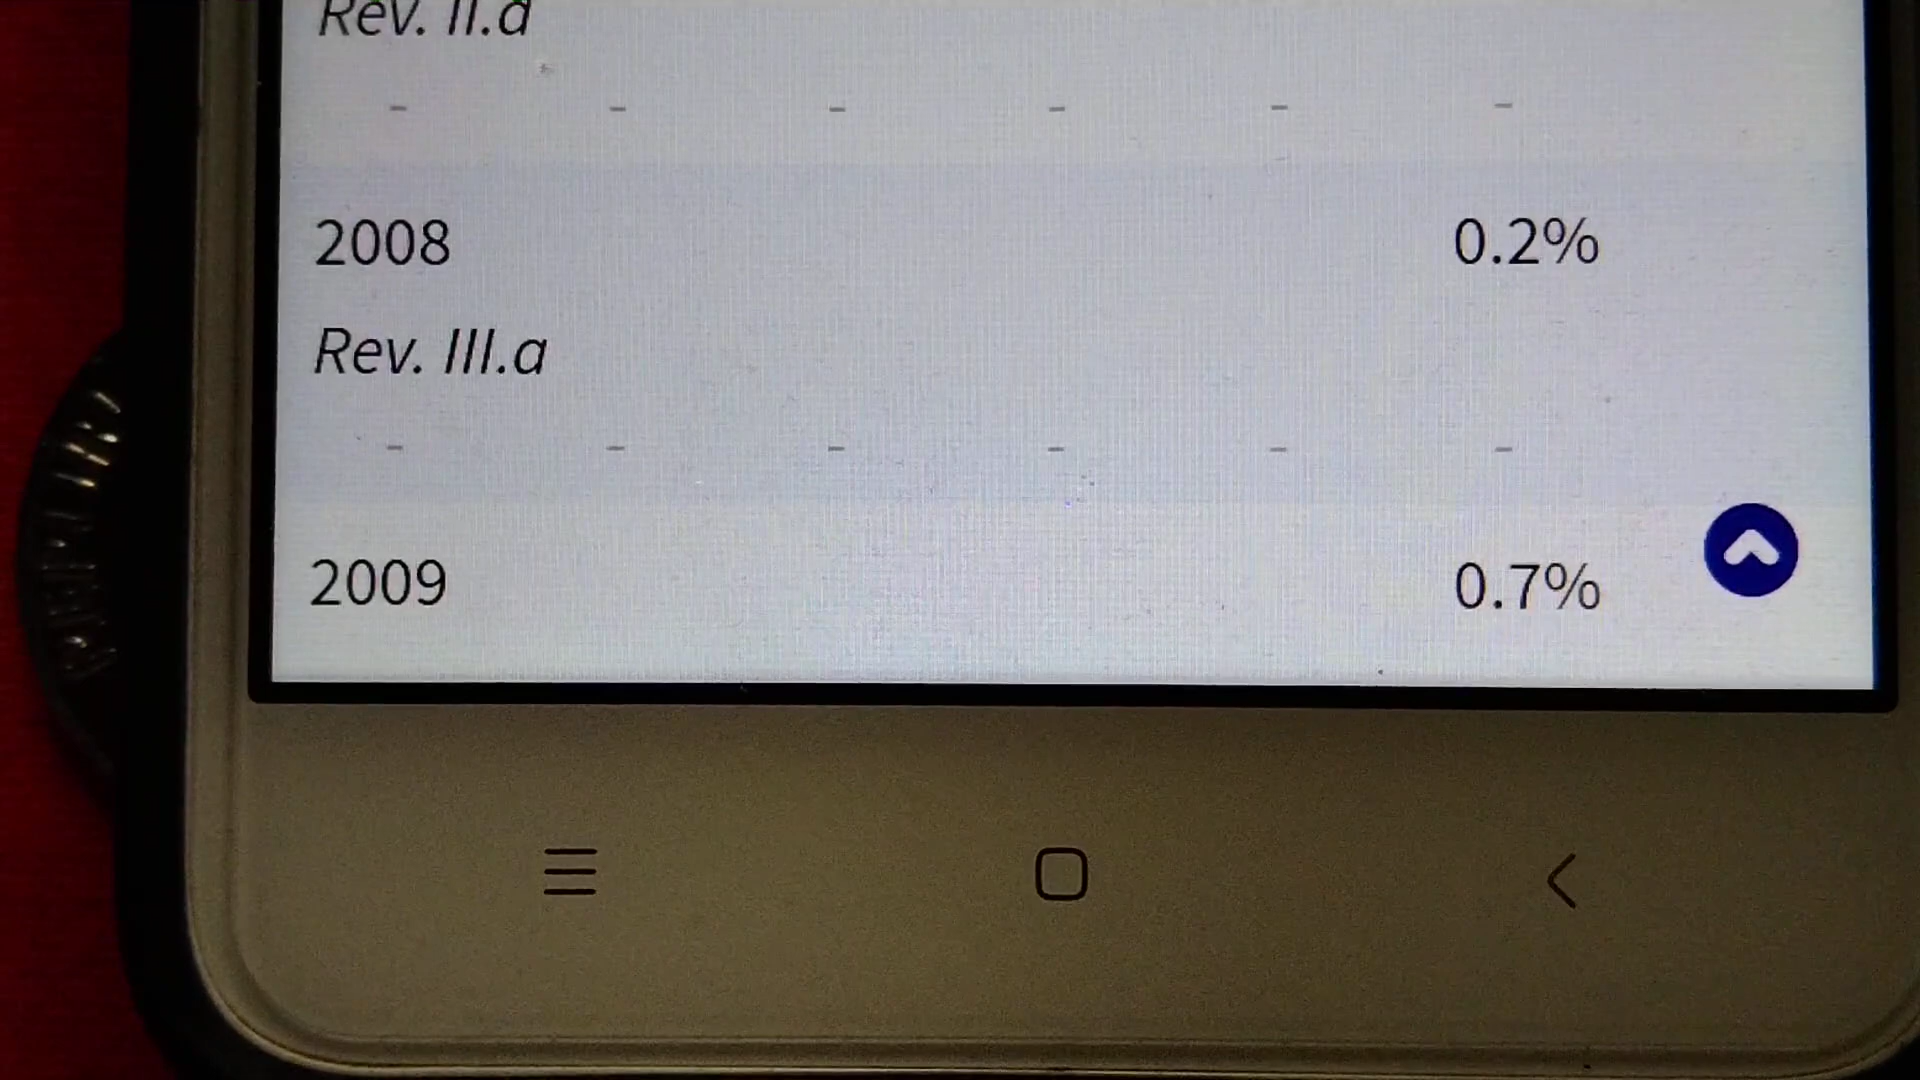 Rev. II.a
- - - - - -
2008 0.2%
Rev. III.a
- - - - - -
2009 0.7%